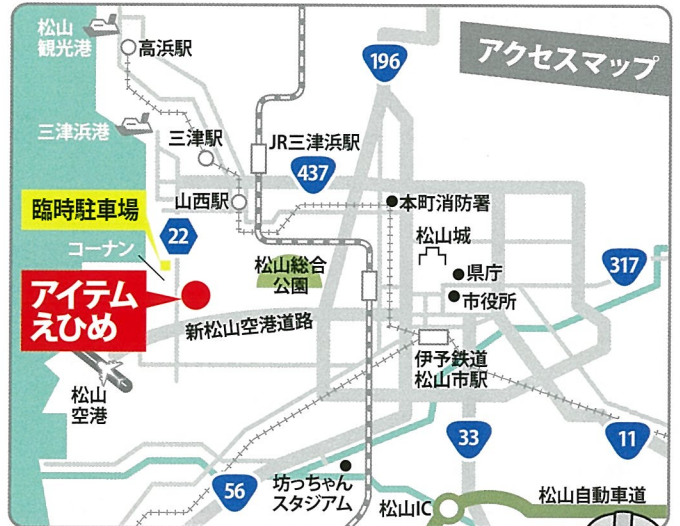 アクセスマップ
松山
観光港
高浜駅
196
三津浜港
三津駅
JR三津浜駅
437
山西駅
本町消防署
臨時駐車場
22
松山城
コーナン
松山総合
公園
県庁
317
アイテム
えひめ
市役所
新松山空港道路
伊予鉄道
松山市駅
松山
空港
33
11
坊っちゃん
スタジアム
56
松山IC
松山自動車道